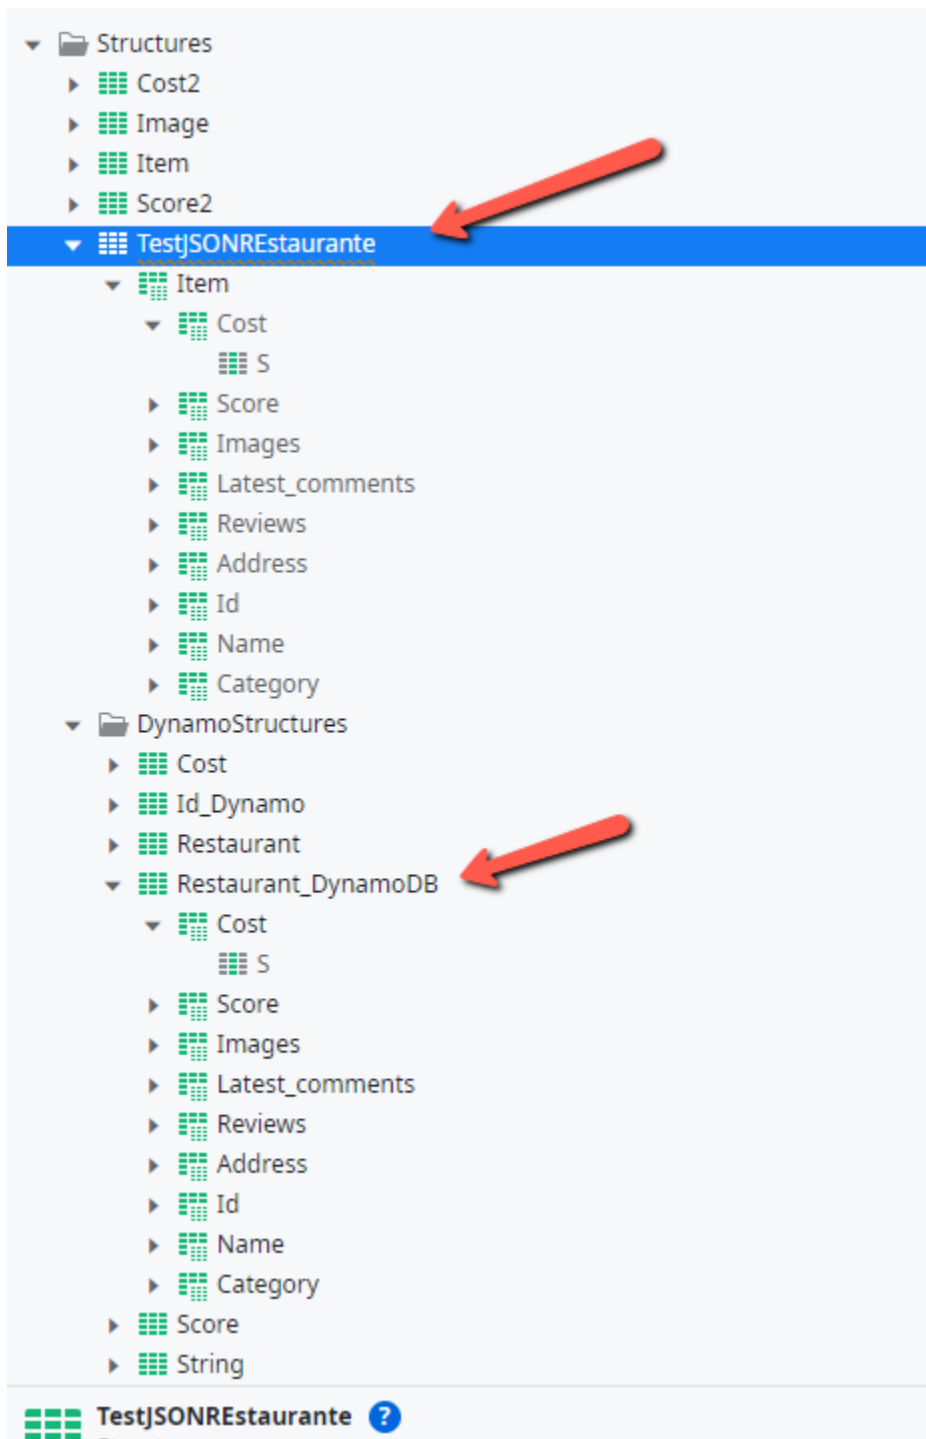 Structures
Cost2
Image
Item
Score2
TestJSONREstaurante
Item
Cost
S
Score
Images
Latest_comments
Reviews
Address
Id
Name
Category
DynamoStructures
Cost
Id_Dynamo
Restaurant
Restaurant_DynamoDB
Cost
S
Score
Images
Latest_comments
Reviews
Address
Id
Name
Category
Score
String
TestJSONREstaurante ?